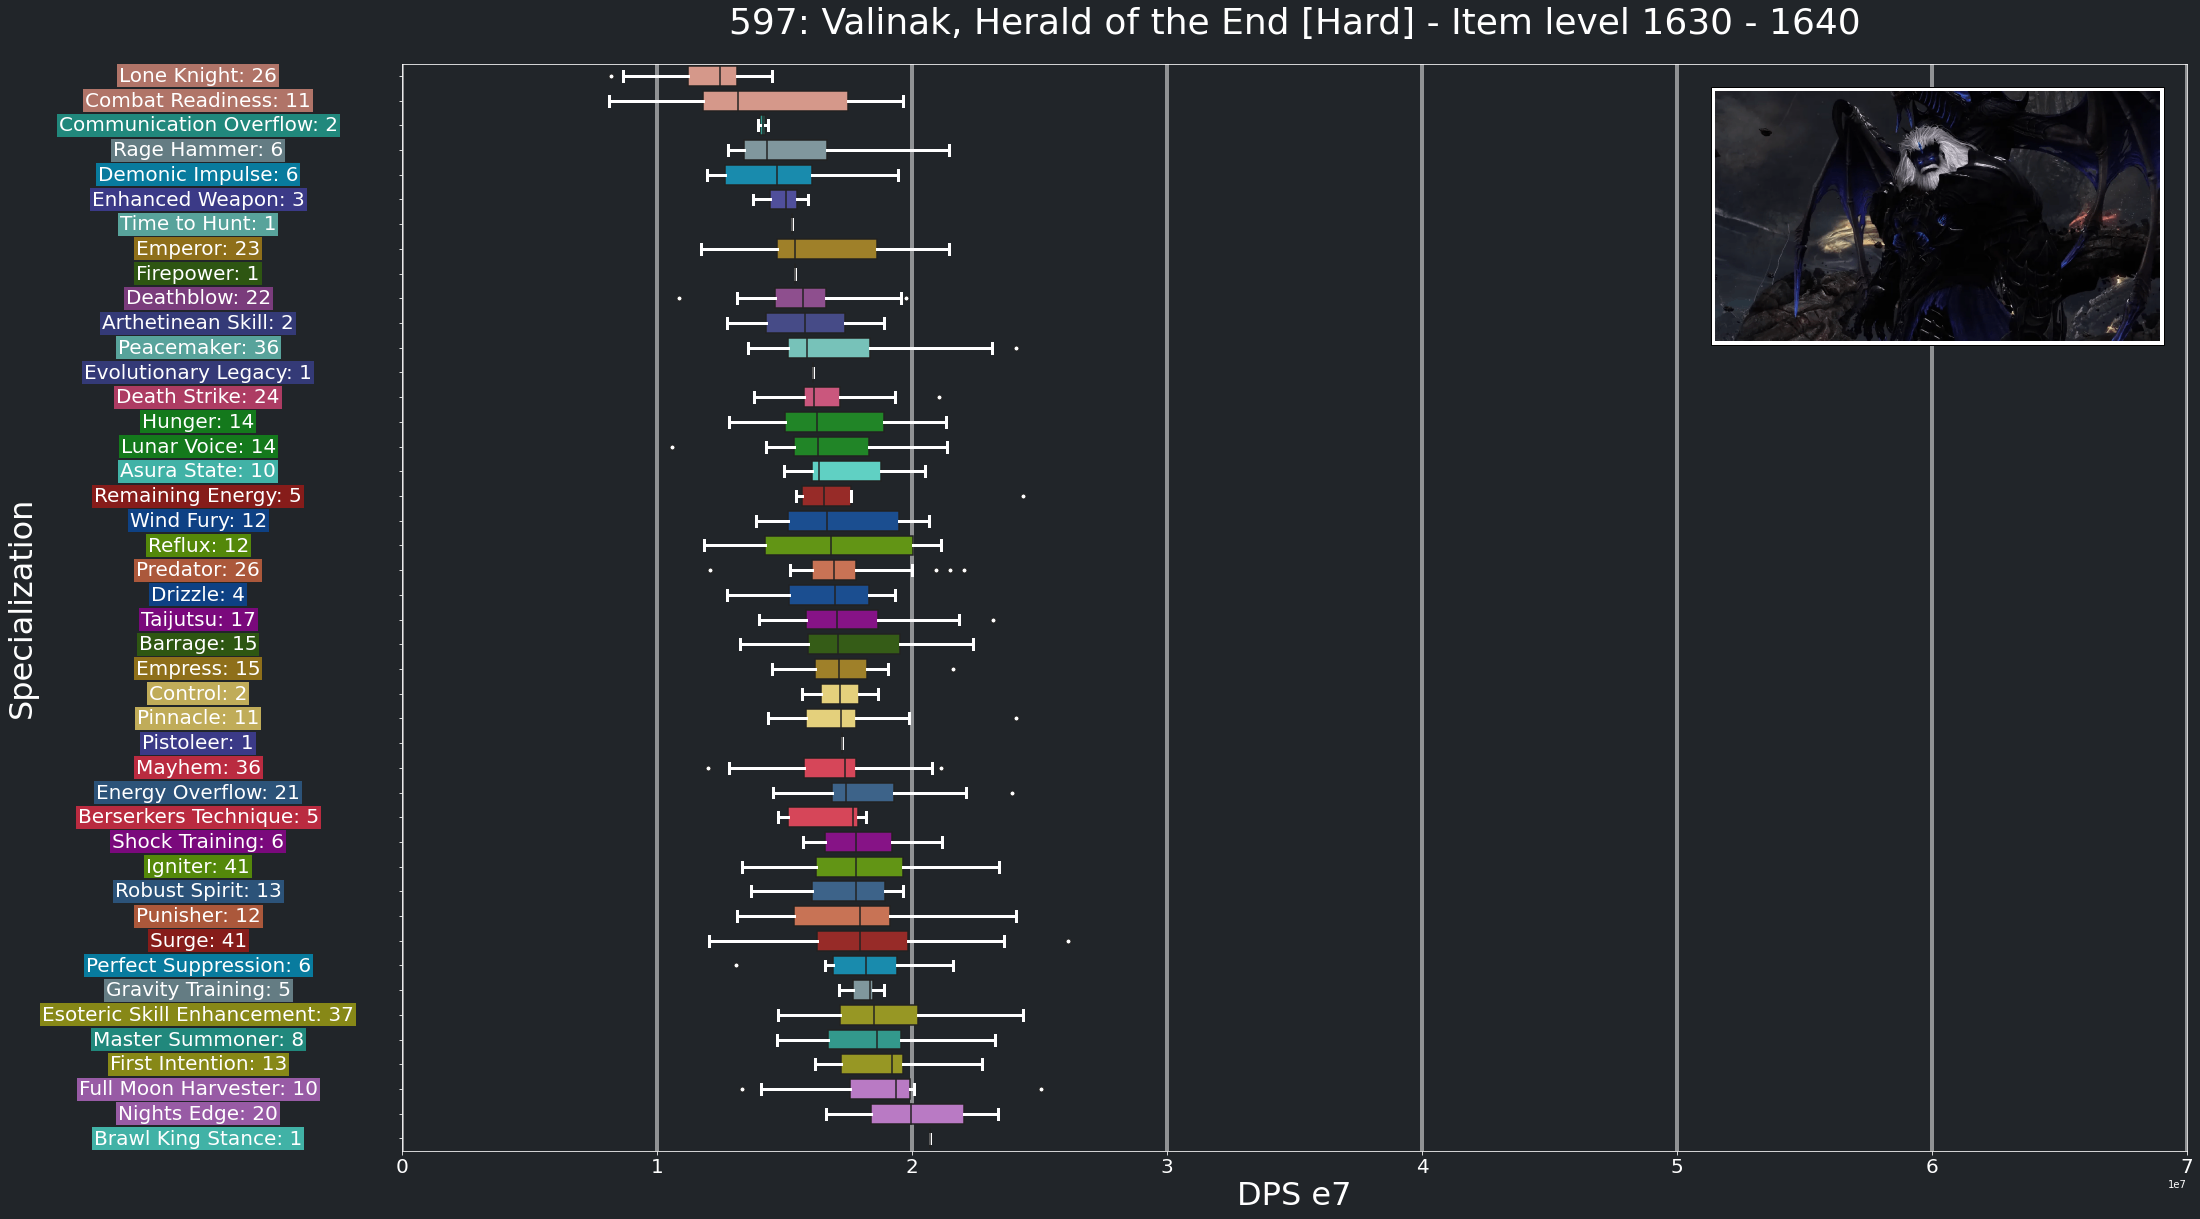 597: Valinak, Herald of the End [Hard] - Item level 1630 - 1640
Specialization
Lone Knight: 26
Combat Readiness: 11
Communication Overflow: 2
Rage Hammer: 6
Demonic Impulse: 6
Enhanced Weapon: 3
Time to Hunt: 1
Emperor: 23
Firepower: 1
Deathblow: 22
Arthetinean Skill: 2
Peacemaker: 36
Evolutionary Legacy: 1
Death Strike: 24
Hunger: 14
Lunar Voice: 14
Asura State: 10
Remaining Energy: 5
Wind Fury: 12
Reflux: 12
Predator: 26
Drizzle: 4
Taijutsu: 17
Barrage: 15
Empress: 15
Control: 2
Pinnacle: 11
Pistoleer: 1
Mayhem: 36
Energy Overflow: 21
Berserkers Technique: 5
Shock Training: 6
Igniter: 41
Robust Spirit: 13
Punisher: 12
Surge: 41
Perfect Suppression: 6
Gravity Training: 5
Esoteric Skill Enhancement: 37
Master Summoner: 8
First Intention: 13
Full Moon Harvester: 10
Nights Edge: 20
Brawl King Stance: 1
0 1 2 3 4 5 6 7
1e7
DPS e7